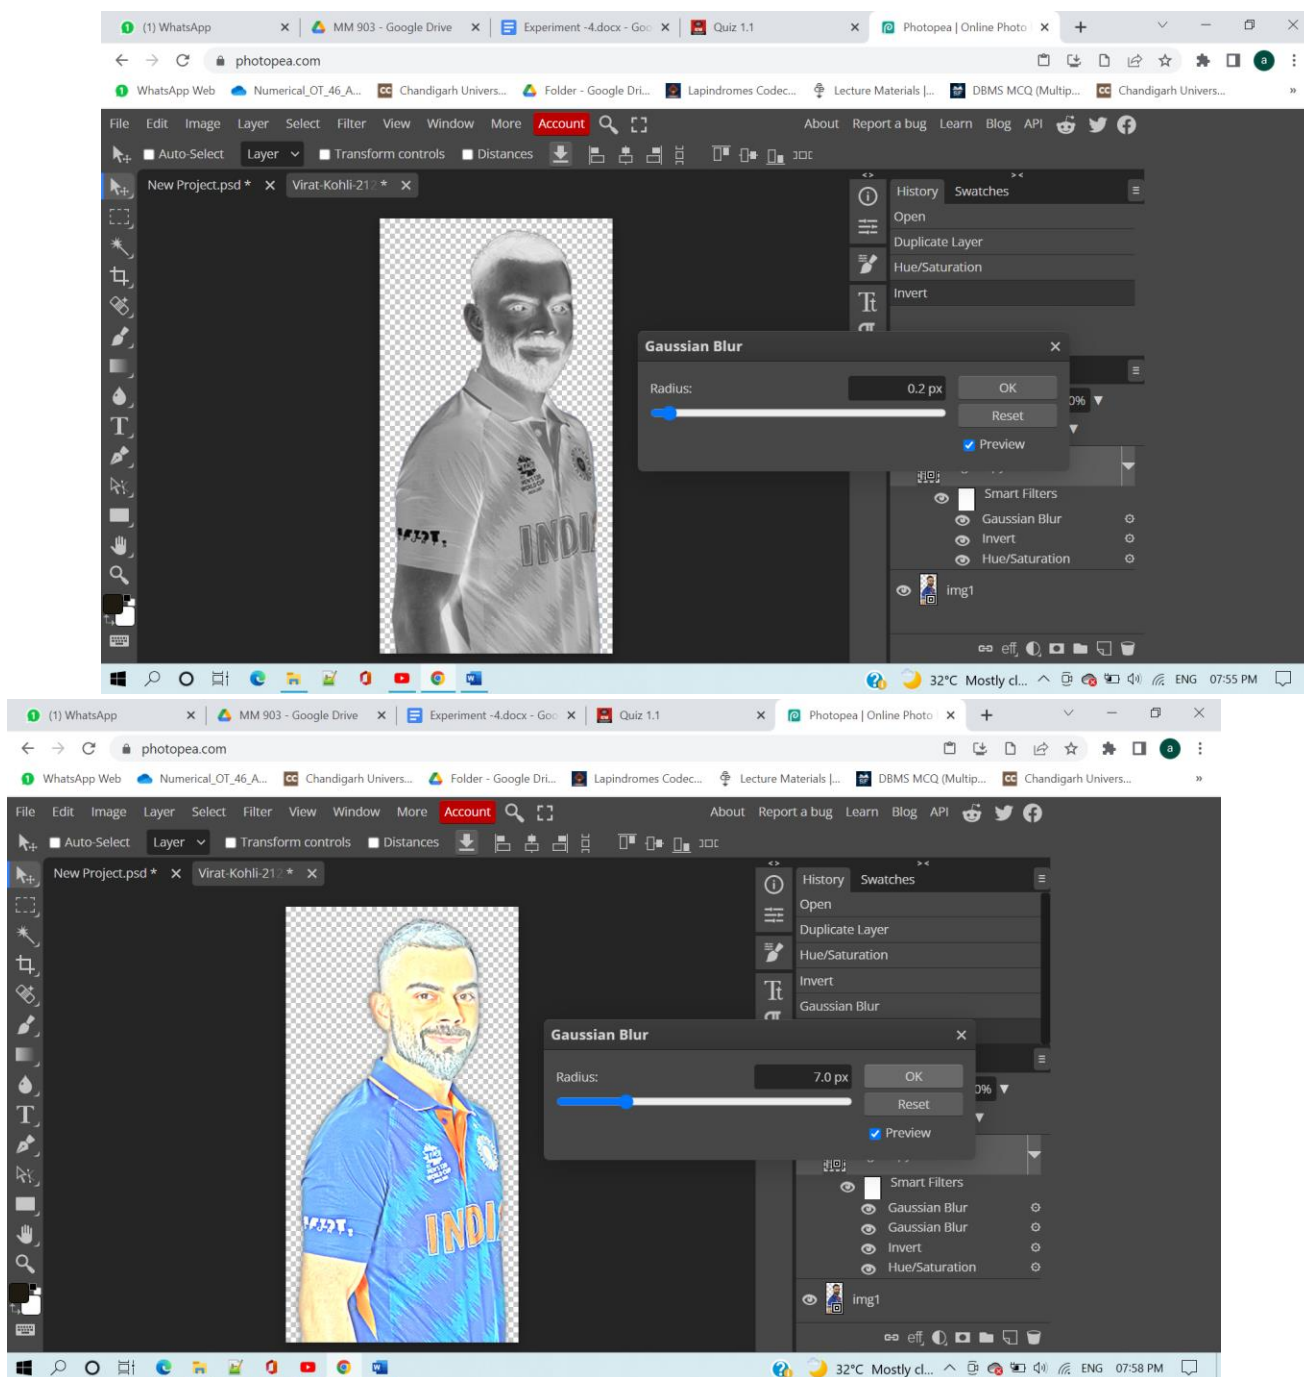 (1) WhatsApp MM 903 - Google Drive Experiment -4.docx - Goo Quiz 1.1 Photopea | Online Photo
photopea.com a
WhatsApp Web Numerical_OT_46_A... Chandigarh Univers... Folder - Google Dri... Lapindromes Codec... Lecture Materials |... DBMS MCQ (Multip... Chandigarh Univers... »
File Edit Image Layer Select Filter View Window More Account About Report a bug Learn Blog API
Auto-Select Layer Transform controls Distances
New Project.psd * Virat-Kohli-212 * History Swatches
Open
Duplicate Layer
Hue/Saturation
Invert
Gaussian Blur
Radius: 0.2 px OK
0%
Reset
Preview
Smart Filters
Gaussian Blur
Invert
Hue/Saturation
img1
INDI
eff
32°C Mostly cl... ENG 07:55 PM
(1) WhatsApp MM 903 - Google Drive Experiment -4.docx - Goo Quiz 1.1 Photopea | Online Photo
photopea.com a
WhatsApp Web Numerical_OT_46_A... Chandigarh Univers... Folder - Google Dri... Lapindromes Codec... Lecture Materials |... DBMS MCQ (Multip... Chandigarh Univers... »
File Edit Image Layer Select Filter View Window More Account About Report a bug Learn Blog API
Auto-Select Layer Transform controls Distances
New Project.psd * Virat-Kohli-212 * History Swatches
Open
Duplicate Layer
Hue/Saturation
Invert
Gaussian Blur
Gaussian Blur
Radius: 7.0 px OK
0%
Reset
Preview
Smart Filters
Gaussian Blur
Gaussian Blur
Invert
Hue/Saturation
img1
INDI
eff
32°C Mostly cl... ENG 07:58 PM